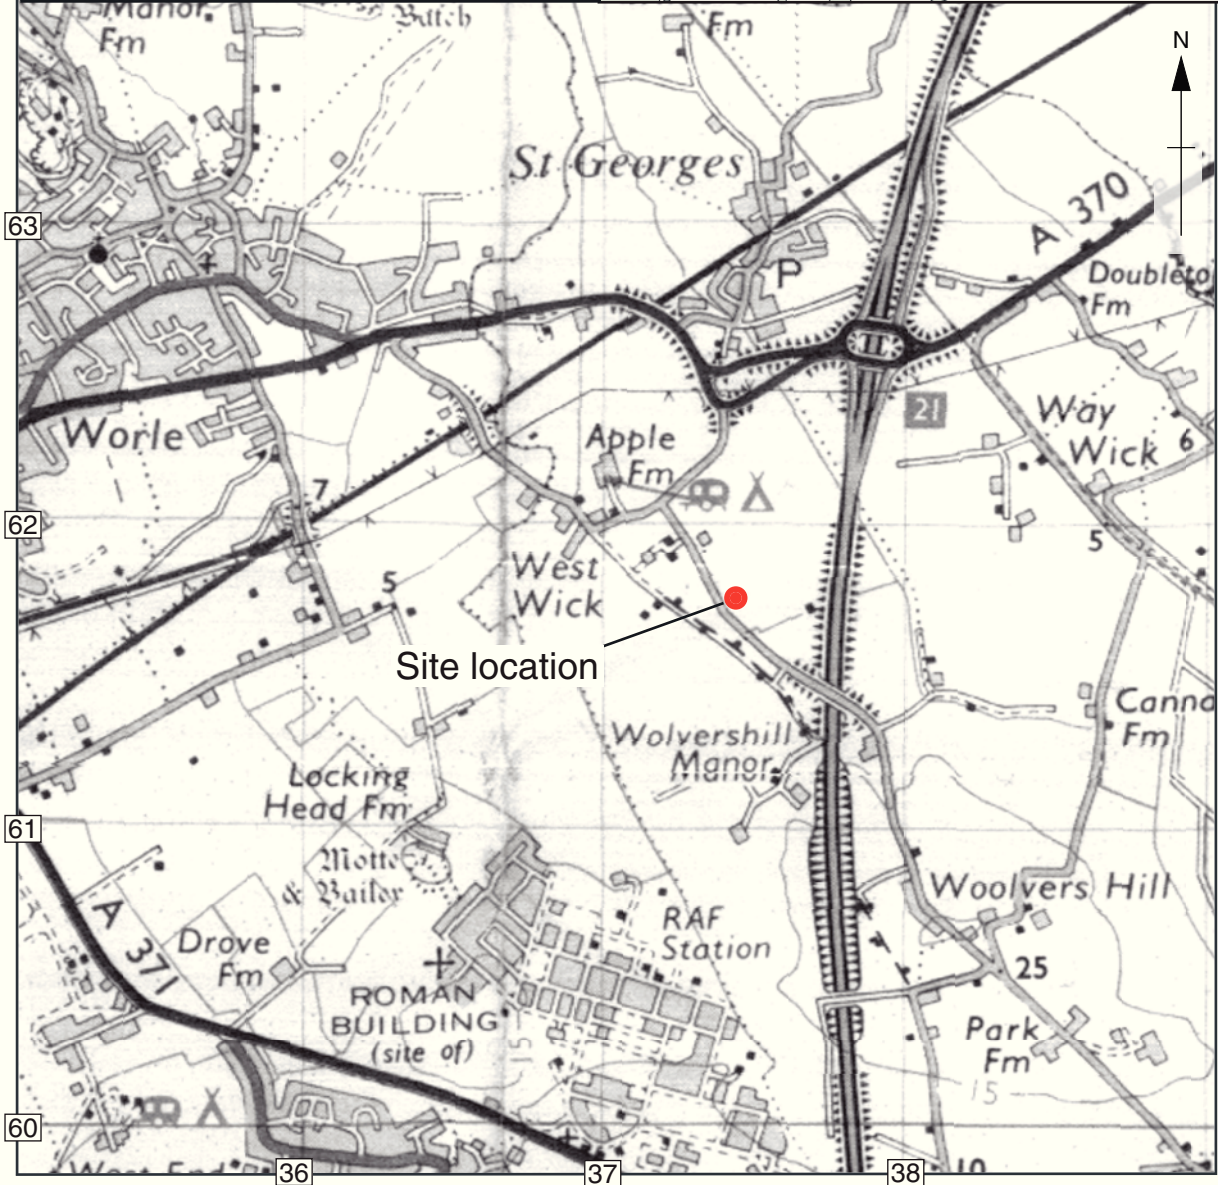 Manor
Fm
Batch
Fm
N
St Georges
63
A 370
P
Doubleto
Fm
21
Way
Wick
6
Worle
Apple
Fm
7
62
5
West
Wick
5
Site location
Canna
Fm
Wolvershill
Manor
Locking
Head Fm
61
Motte
& Bailey
Woolvers Hill
A 371
Drove
Fm
RAF
Station
25
ROMAN
BUILDING
(site of)
15
Park
Fm
15
60
West End
10
36
37
38